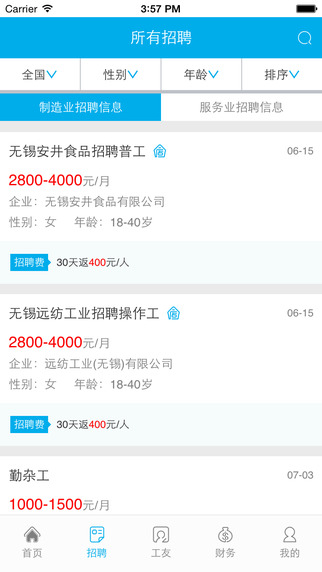 Carrier 3:57 PM
所有招聘
全国 性别 年龄 排序
制造业招聘信息 服务业招聘信息
无锡安井食品招聘普工 06-15
2800-4000元/月
企业：无锡安井食品有限公司
性别：女 年龄：18-40岁
招聘费 30天返400元/人
无锡远纺工业招聘操作工 06-15
2800-4000元/月
企业：远纺工业(无锡)有限公司
性别：女 年龄：18-40岁
招聘费 30天返400元/人
勤杂工 07-03
1000-1500元/月
首页 招聘 工友 财务 我的